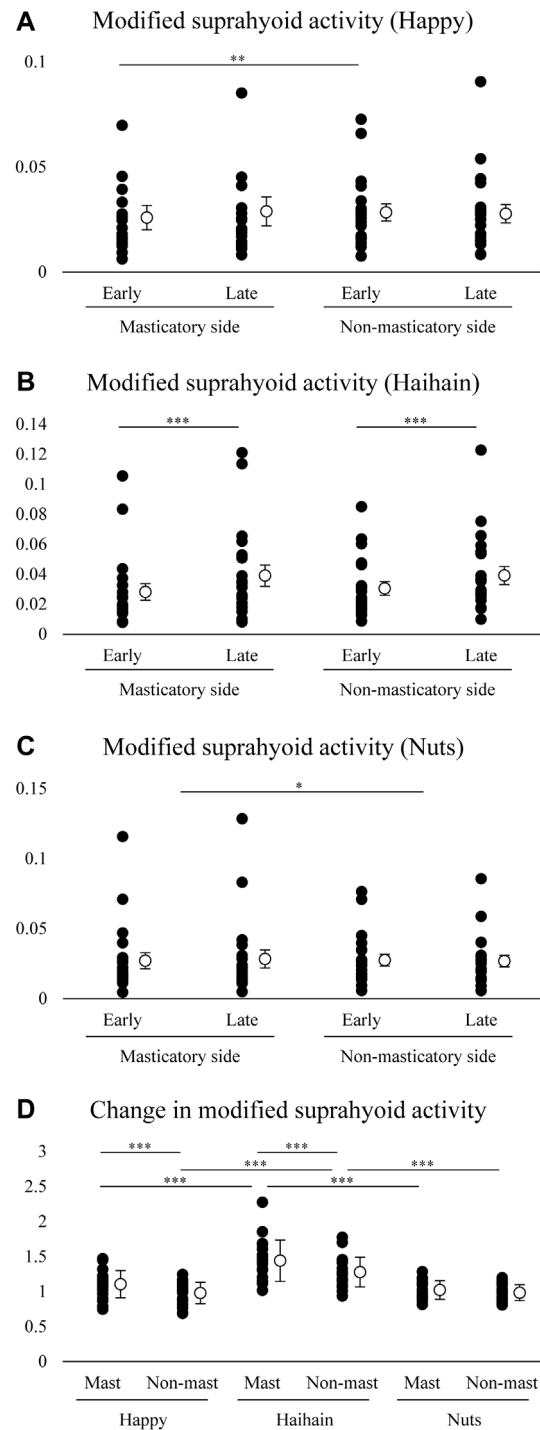 A Modified suprahyoid activity (Happy)
0.1
**
0.05
0
Early Late Early Late
Masticatory side Non-masticatory side
B Modified suprahyoid activity (Haihain)
0.14
*** ***
0.12
0.1
0.08
0.06
0.04
0.02
0
Early Late Early Late
Masticatory side Non-masticatory side
C Modified suprahyoid activity (Nuts)
0.15
*
0.1
0.05
0
Early Late Early Late
Masticatory side Non-masticatory side
D Change in modified suprahyoid activity
3
*** ***
*** ***
2.5
*** ***
2
1.5
1
0.5
0
Mast Non-mast Mast Non-mast Mast Non-mast
Happy Haihain Nuts